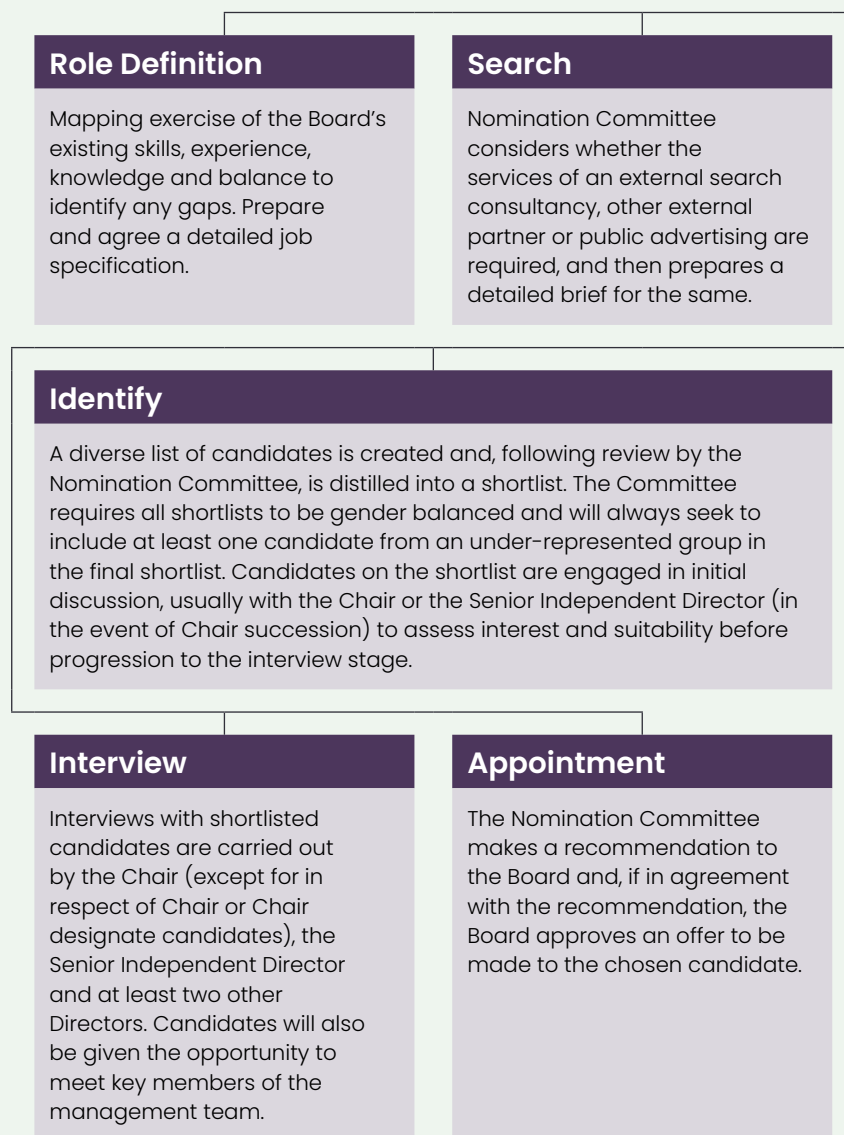 Role Definition
Mapping exercise of the Board’s
existing skills, experience,
knowledge and balance to
identify any gaps. Prepare
and agree a detailed job
specification.
Search
Nomination Committee
considers whether the
services of an external search
consultancy, other external
partner or public advertising are
required, and then prepares a
detailed brief for the same.
Identify
A diverse list of candidates is created and, following review by the
Nomination Committee, is distilled into a shortlist. The Committee
requires all shortlists to be gender balanced and will always seek to
include at least one candidate from an under-represented group in
the final shortlist. Candidates on the shortlist are engaged in initial
discussion, usually with the Chair or the Senior Independent Director (in
the event of Chair succession) to assess interest and suitability before
progression to the interview stage.
Interview
Interviews with shortlisted
candidates are carried out
by the Chair (except for in
respect of Chair or Chair
designate candidates), the
Senior Independent Director
and at least two other
Directors. Candidates will also
be given the opportunity to
meet key members of the
management team.
Appointment
The Nomination Committee
makes a recommendation to
the Board and, if in agreement
with the recommendation, the
Board approves an offer to be
made to the chosen candidate.